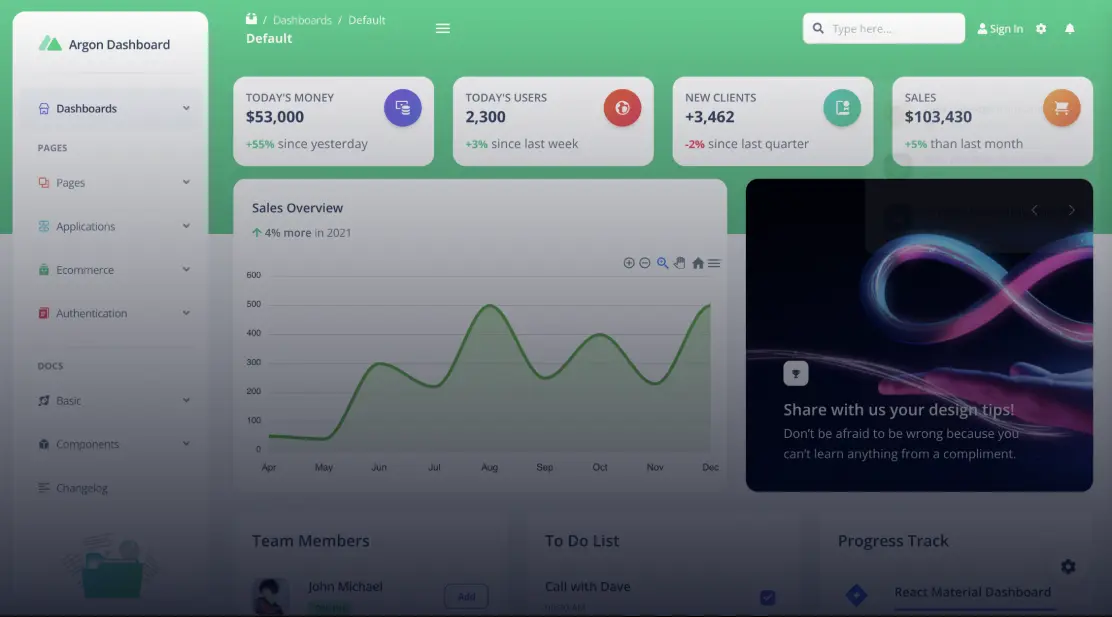 Argon Dashboard
Dashboards
PAGES
Pages
Applications
Ecommerce
Authentication
DOCS
Basic
Components
Changelog
/ Dashboards / Default
Default
Type here...
Sign In
TODAY'S MONEY
$53,000
+55% since yesterday
TODAY'S USERS
2,300
+3% since last week
NEW CLIENTS
+3,462
-2% since last quarter
SALES
$103,430
+5% than last month
Sales Overview
4% more in 2021
600
500
400
300
200
100
0
Apr May Jun Jul Aug Sep Oct Nov Dec
Share with us your design tips!
Don't be afraid to be wrong because you
can't learn anything from a compliment.
Team Members
John Michael
Add
To Do List
Call with Dave
Progress Track
React Material Dashboard